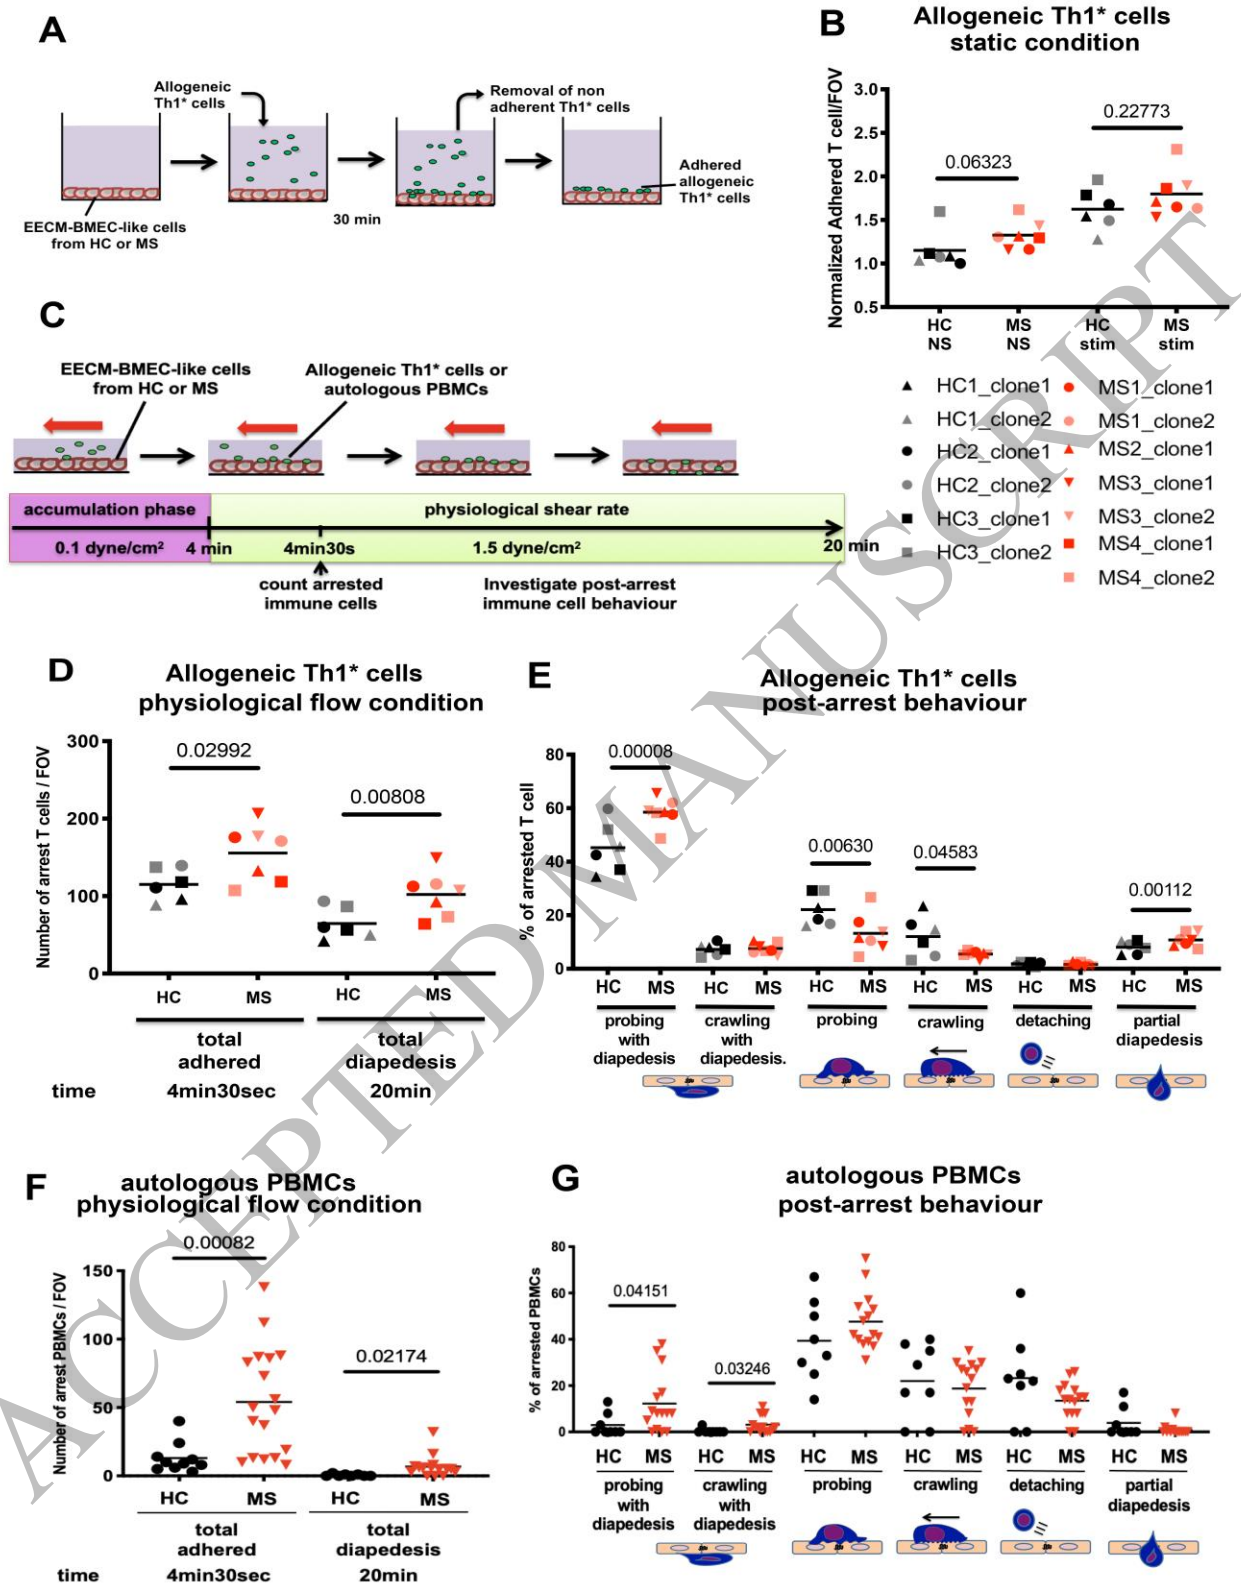 A
Allogeneic
Th1* cells
Removal of non
adherent Th1* cells
Adhered
allogeneic
Th1* cells
30 min
EECM-BMEC-like cells
from HC or MS
B
Allogeneic Th1* cells
static condition
Normalized Adhered T cell/FOV
3.0
2.5
2.0
1.5
1.0
0.5
0.06323
0.22773
HC
NS
MS
NS
HC
stim
MS
stim
HC1_clone1
HC1_clone2
HC2_clone1
HC2_clone2
HC3_clone1
HC3_clone2
MS1_clone1
MS1_clone2
MS2_clone1
MS3_clone1
MS3_clone2
MS4_clone1
MS4_clone2
C
EECM-BMEC-like cells
from HC or MS
Allogeneic Th1* cells or
autologous PBMCs
accumulation phase
physiological shear rate
0.1 dyne/cm²
4 min
4min30s
1.5 dyne/cm²
20 min
count arrested
immune cells
Investigate post-arrest
immune cell behaviour
D
Allogeneic Th1* cells
physiological flow condition
Number of arrest T cells / FOV
300
200
100
0
0.02992
0.00808
HC
MS
HC
MS
total
adhered
total
diapedesis
time
4min30sec
20min
E
Allogeneic Th1* cells
post-arrest behaviour
% of arrested T cell
80
60
40
20
0
0.00008
0.00630
0.04583
0.00112
HC
MS
HC
MS
HC
MS
HC
MS
HC
MS
HC
MS
probing
with
diapedesis
crawling
with
diapedesis.
probing
crawling
detaching
partial
diapedesis
F
autologous PBMCs
physiological flow condition
Number of arrest PBMCs / FOV
150
100
50
0
0.00082
0.02174
HC
MS
HC
MS
total
adhered
total
diapedesis
time
4min30sec
20min
G
autologous PBMCs
post-arrest behaviour
% of arrested PBMCs
80
60
40
20
0
0.04151
0.03246
HC
MS
HC
MS
HC
MS
HC
MS
HC
MS
HC
MS
probing
with
diapedesis
crawling
with
diapedesis
probing
crawling
detaching
partial
diapedesis
ACCEPTED MANUSCRIPT